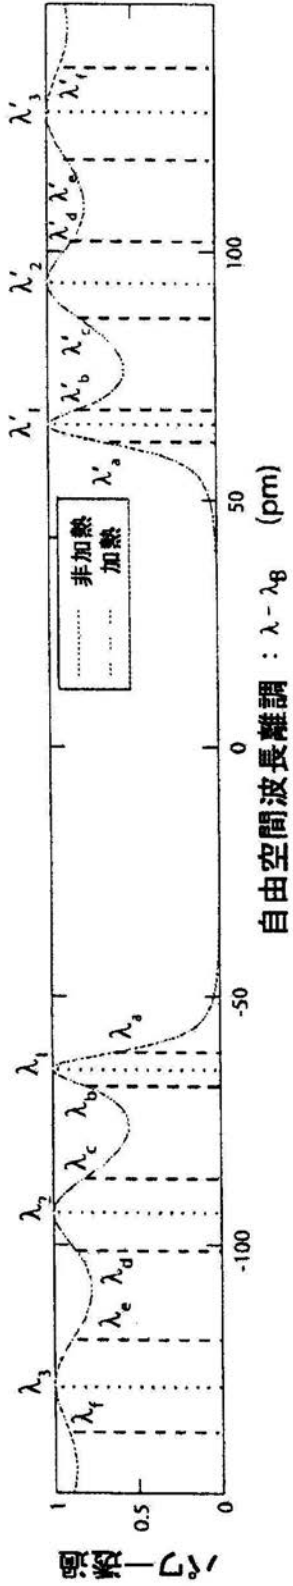 λ₃ λ₂ λ₁ λ'₁ λ'₂ λ'₃
λf λe λd λc λb λa λ'a λ'b λ'c λ'd λ'e λ'f
非加熱
加熱
1
0.5
0
パワー透過
-100 -50 0 50 100
自由空間波長離調 : λ - λB (pm)